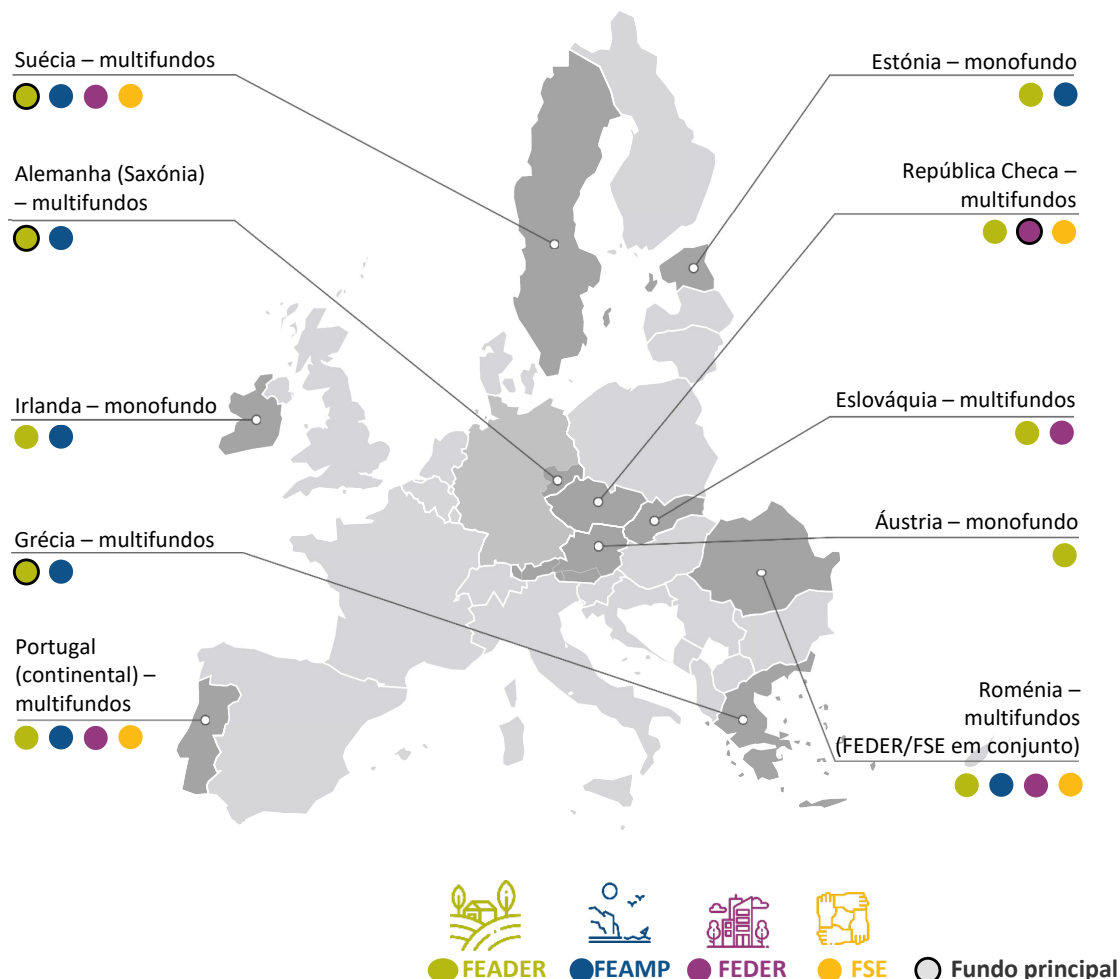 Suécia – multifundos
Alemanha (Saxónia)
– multifundos
Irlanda – monofundo
Grécia – multifundos
Portugal
(continental) –
multifundos
Estónia – monofundo
República Checa –
multifundos
Eslováquia – multifundos
Áustria – monofundo
Roménia –
multifundos
(FEDER/FSE em conjunto)
FEADER
FEAMP
FEDER
FSE
Fundo principal